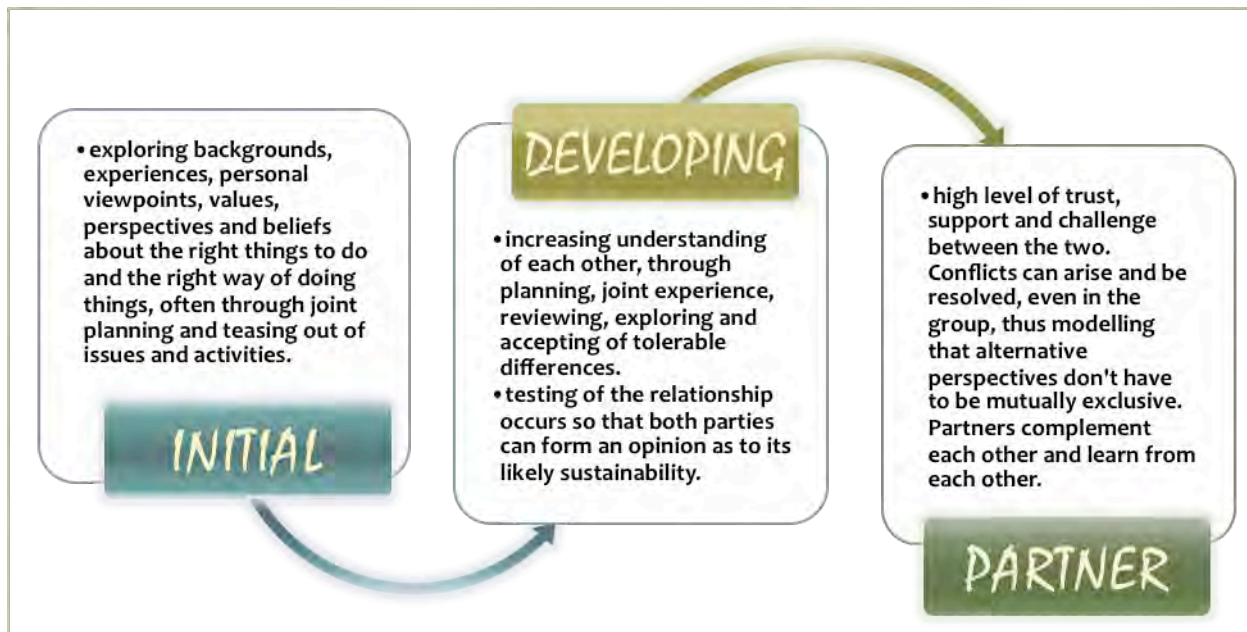 • exploring backgrounds,
experiences, personal
viewpoints, values,
perspectives and beliefs
about the right things to do
and the right way of doing
things, often through joint
planning and teasing out of
issues and activities.
INITIAL
DEVELOPING
• increasing understanding
of each other, through
planning, joint experience,
reviewing, exploring and
accepting of tolerable
differences.
• testing of the relationship
occurs so that both parties
can form an opinion as to its
likely sustainability.
• high level of trust,
support and challenge
between the two.
Conflicts can arise and be
resolved, even in the
group, thus modelling
that alternative
perspectives don't have
to be mutually exclusive.
Partners complement
each other and learn from
each other.
PARTNER